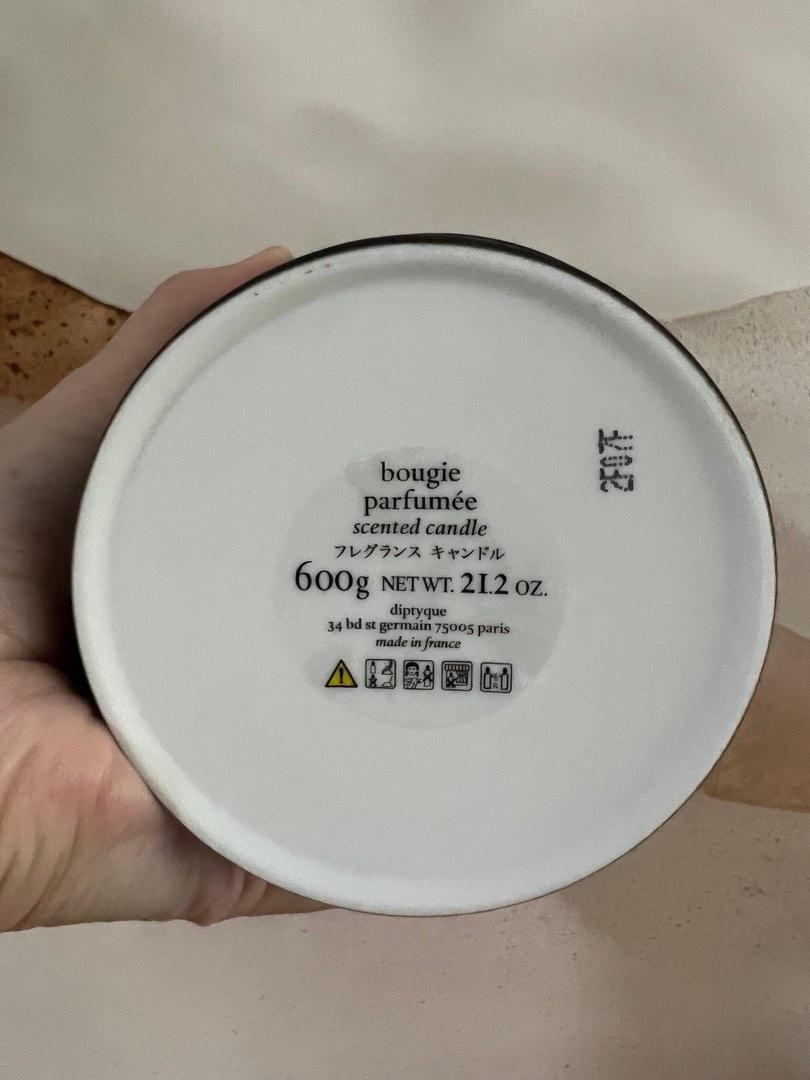 bougie
parfumée
scented candle
フレグランス キャンドル
600g NET WT. 21.2 OZ.
diptyque
34 bd st germain 75005 paris
made in france